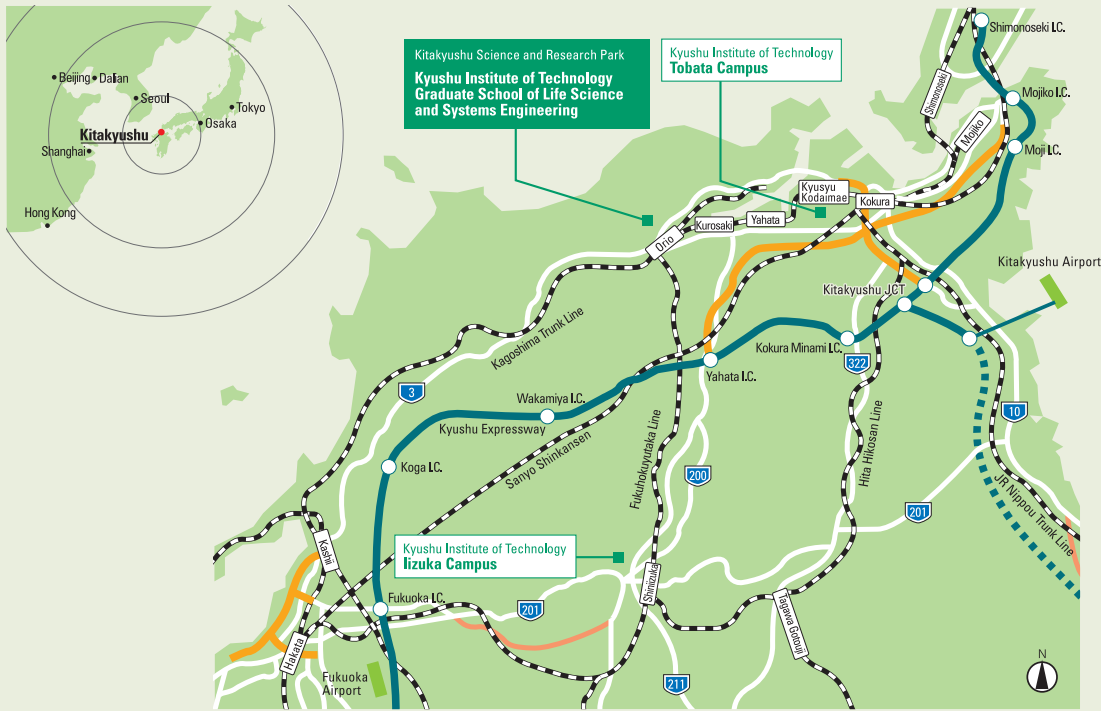 Beijing
Dalian
Seoul
Tokyo
Osaka
Kitakyushu
Shanghai
Hong Kong
Kitakyushu Science and Research Park
Kyushu Institute of Technology
Graduate School of Life Science
and Systems Engineering
Kyushu Institute of Technology
Tobata Campus
Shimonoseki I.C.
Shimonoseki
Mojiko I.C.
Mojiko
Moji I.C.
Kyusyu
Kodaimae
Kokura
Yahata
Kurosaki
Orio
Kitakyushu Airport
Kitakyushu JCT
Kagoshima Trunk Line
Kokura Minami I.C.
322
Yahata I.C.
3
Wakamiya I.C.
Kyushu Expressway
10
Koga I.C.
Sanyo Shinkansen
Fukuhokuyutaka Line
Hita Hikosan Line
200
201
JR Nippou Trunk Line
Kyushu Institute of Technology
Iizuka Campus
Kashii
Fukuoka I.C.
201
Shiniizuka
Tagawa Gotouji
Hakata
Fukuoka
Airport
211
N